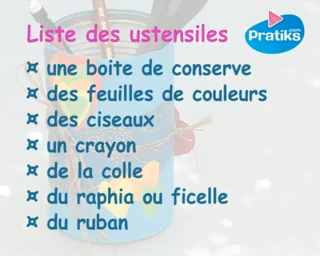 Liste des ustensiles
Pratiks.com
une boite de conserve
des feuilles de couleurs
des ciseaux
un crayon
de la colle
du raphia ou ficelle
du ruban